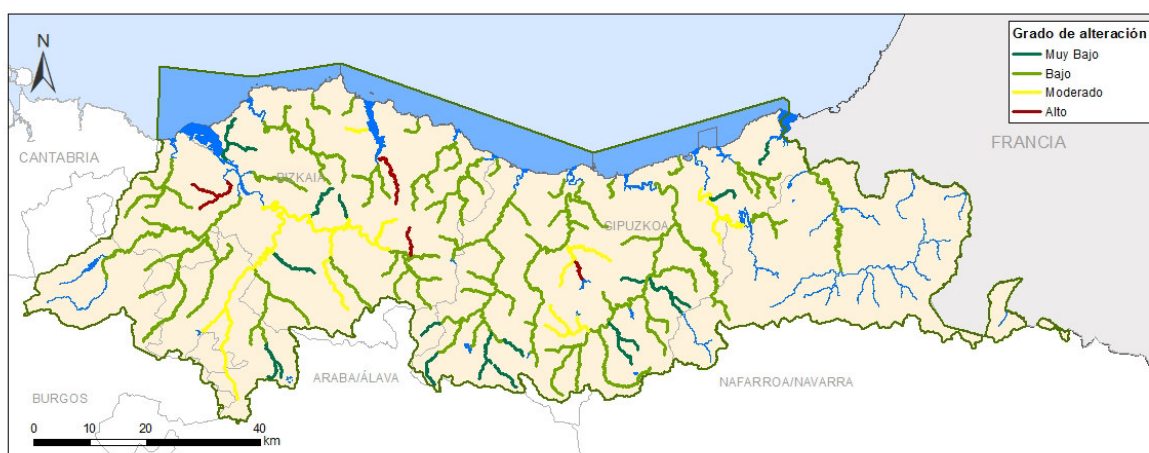 N
Grado de alteración
Muy Bajo
Bajo
Moderado
Alto
CANTABRIA
BIZKAIA
GIPUZKOA
FRANCIA
BURGOS
ARABA/ÁLAVA
NAFARROA/NAVARRA
0 10 20 40
km